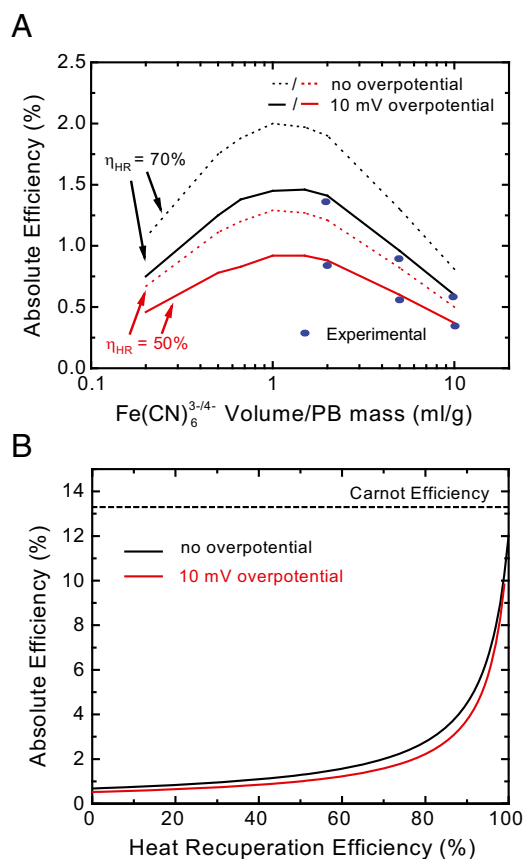 A
2.5
2.0
1.5
1.0
0.5
0.0
Absolute Efficiency (%)
/ no overpotential
/ 10 mV overpotential
ηHR = 70%
ηHR = 50%
Experimental
0.1 1 10
Fe(CN)6 3-/4- Volume/PB mass (ml/g)
B
14
12
10
8
6
4
2
0
Absolute Efficiency (%)
Carnot Efficiency
no overpotential
10 mV overpotential
0 20 40 60 80 100
Heat Recuperation Efficiency (%)